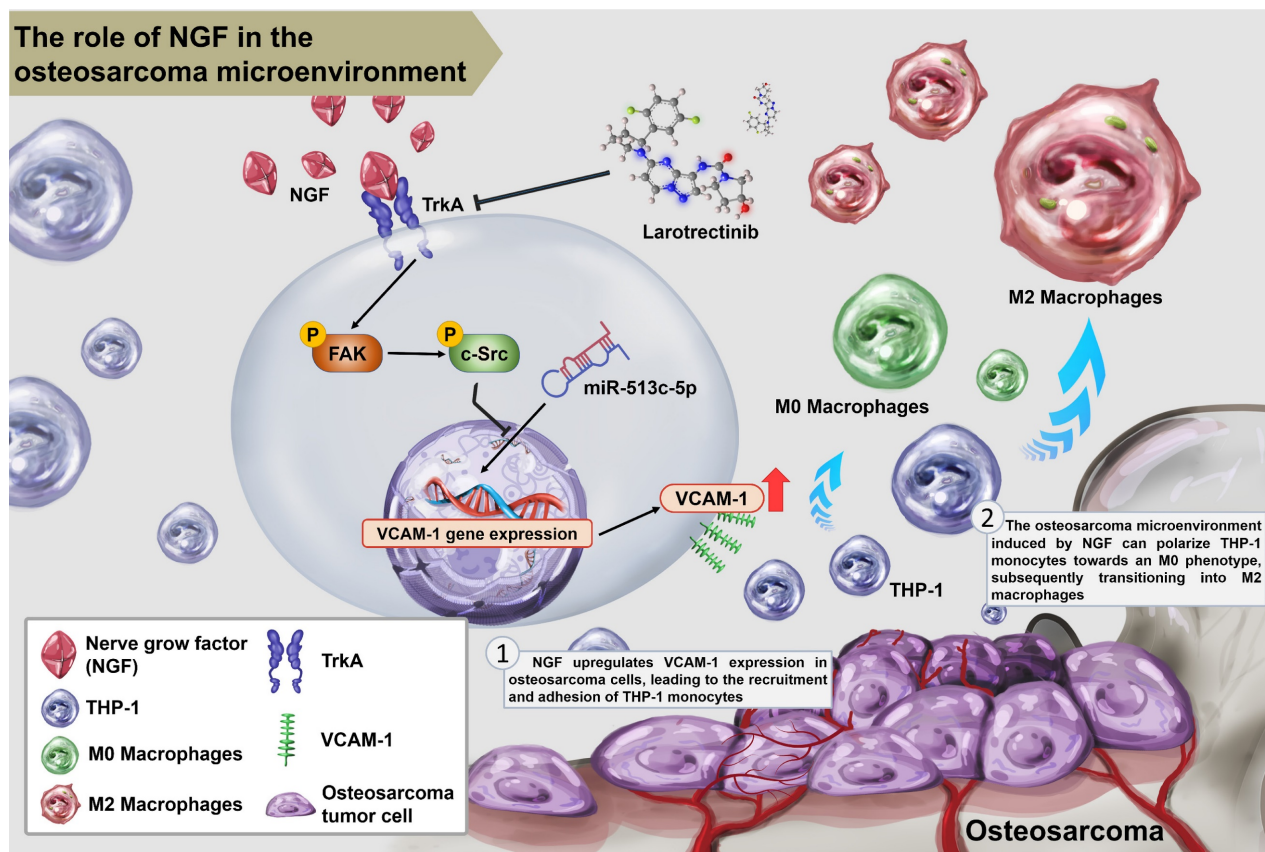 The role of NGF in the
osteosarcoma microenvironment
NGF
TrkA
Larotrectinib
M2 Macrophages
P
FAK
P
c-Src
miR-513c-5p
M0 Macrophages
VCAM-1
VCAM-1 gene expression
THP-1
2
The osteosarcoma microenvironment
induced by NGF can polarize THP-1
monocytes towards an M0 phenotype,
subsequently transitioning into M2
macrophages
1
NGF upregulates VCAM-1 expression in
osteosarcoma cells, leading to the recruitment
and adhesion of THP-1 monocytes
Nerve grow factor
(NGF)
TrkA
THP-1
VCAM-1
M0 Macrophages
M2 Macrophages
Osteosarcoma
tumor cell
Osteosarcoma